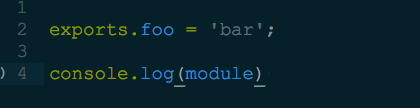 1
2 exports.foo = 'bar';
3
) 4 console.log(module)